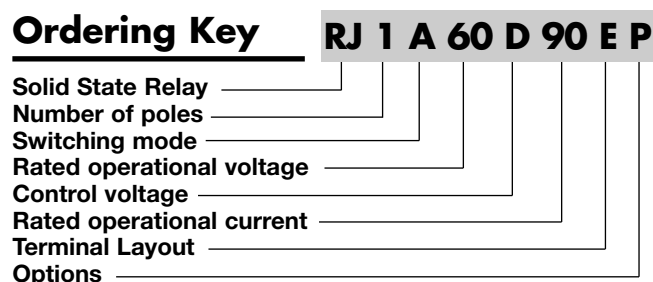 Ordering Key RJ 1 A 60 D 90 E P
Solid State Relay
Number of poles
Switching mode
Rated operational voltage
Control voltage
Rated operational current
Terminal Layout
Options